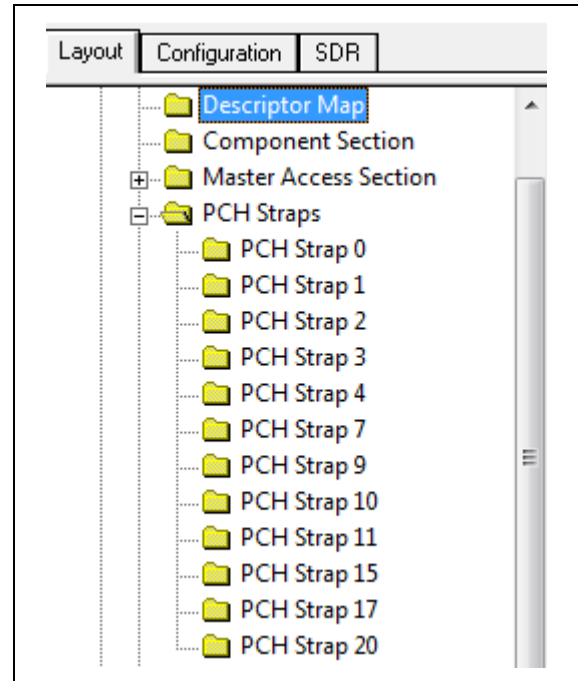 Layout Configuration SDR
Descriptor Map
Component Section
Master Access Section
PCH Straps
PCH Strap 0
PCH Strap 1
PCH Strap 2
PCH Strap 3
PCH Strap 4
PCH Strap 7
PCH Strap 9
PCH Strap 10
PCH Strap 11
PCH Strap 15
PCH Strap 17
PCH Strap 20